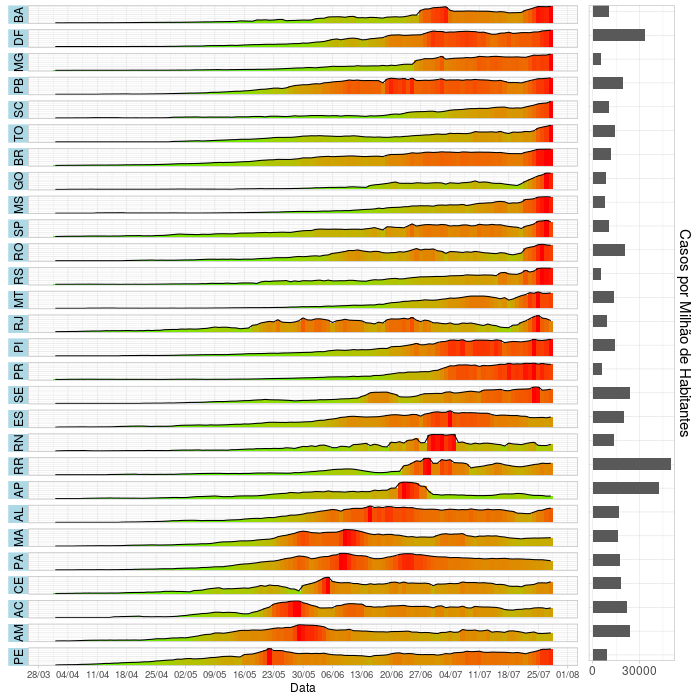 BA
DF
MG
PB
SC
TO
BR
GO
MS
SP
RO
RS
MT
RJ
PI
PR
SE
ES
RN
RR
AP
AL
MA
PA
CE
AC
AM
PE
28/03 04/04 11/04 18/04 25/04 02/05 09/05 16/05 23/05 30/05 06/06 13/06 20/06 27/06 04/07 11/07 18/07 25/07 01/08
Data
0 30000
Casos por Milhão de Habitantes